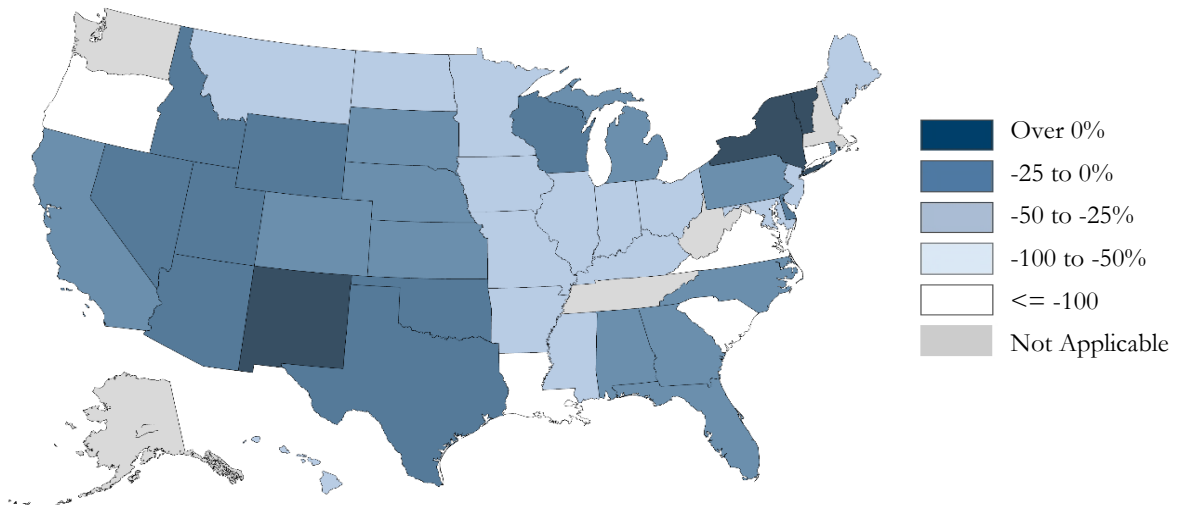 Over 0%
-25 to 0%
-50 to -25%
-100 to -50%
<= -100
Not Applicable